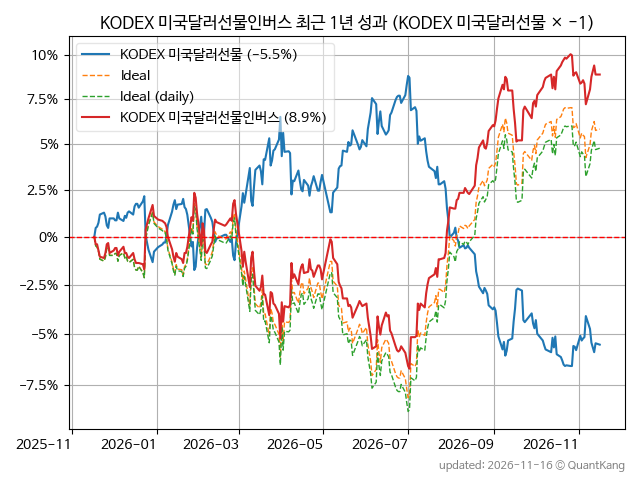 KODEX 미국달러선물인버스 최근 1년 성과 (KODEX 미국달러선물 × −1)
KODEX 미국달러선물 (−5.5%)
Ideal
Ideal (daily)
KODEX 미국달러선물인버스 (8.9%)
10%
7.5%
5%
2.5%
0%
−2.5%
−5%
−7.5%
2025-11
2026-01
2026-03
2026-05
2026-07
2026-09
2026-11
updated: 2026-11-16 © QuantKang